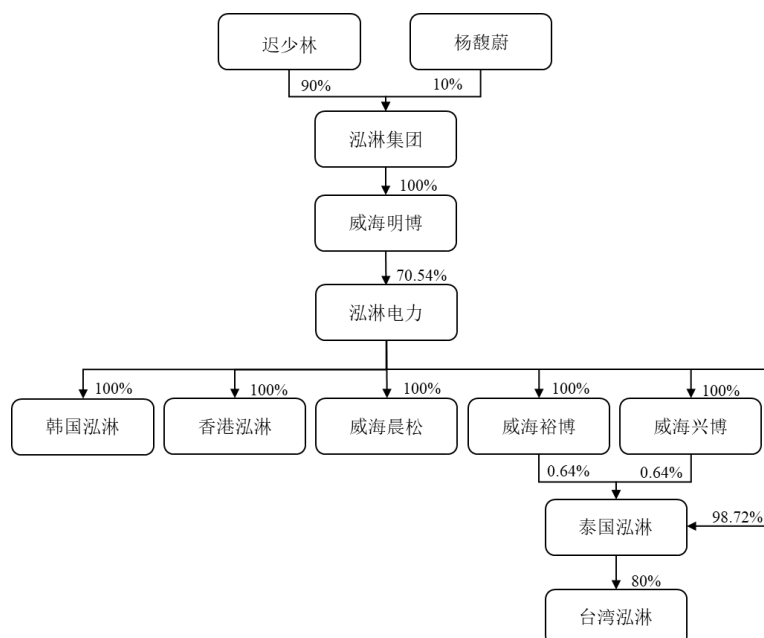 迟少林
杨馥蔚
90%
10%
泓淋集团
100%
威海明博
70.54%
泓淋电力
100%
100%
100%
100%
100%
韩国泓淋
香港泓淋
威海晨松
威海裕博
威海兴博
0.64%
0.64%
泰国泓淋
98.72%
80%
台湾泓淋